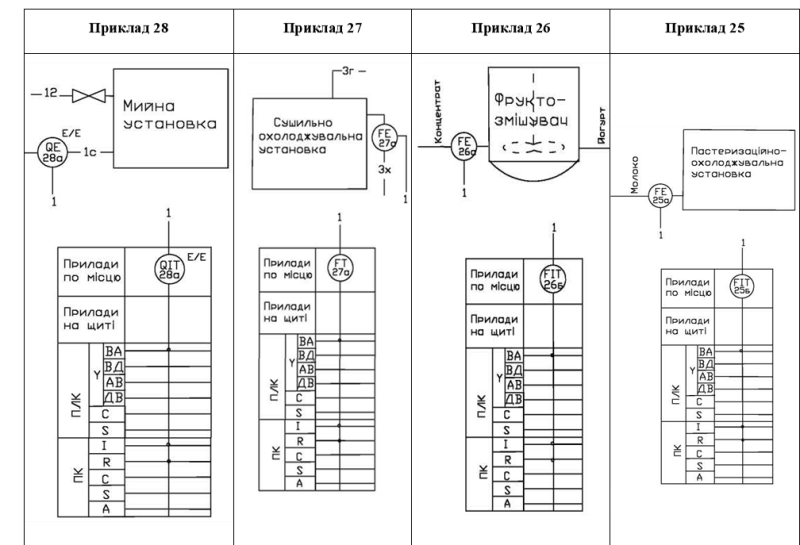 Приклад 28
Приклад 27
Приклад 26
Приклад 25
12
Мийна
установка
E/E
QE
28а
1с
1
1
Прилади
по місцю
QIT
28а
E/E
Прилади
на щиті
ПЛК
Y
ВА
ВД
АВ
ДВ
C
S
ПК
I
R
C
S
A
3г
Сушильно
охолоджувальна
установка
FE
27а
3х
1
1
Прилади
по місцю
FT
27а
Прилади
на щиті
ПЛК
Y
ВА
ВД
АВ
ДВ
C
S
ПК
I
R
C
S
A
Концентрат
Фрукто-
змішувач
Йогурт
FE
26а
1
1
Прилади
по місцю
FIT
26б
Прилади
на щиті
ПЛК
Y
ВА
ВД
АВ
ДВ
C
S
ПК
I
R
C
S
A
Молоко
Пастеризаційно-
охолоджувальна
установка
FE
25а
1
1
Прилади
по місцю
FIT
25б
Прилади
на щиті
ПЛК
Y
ВА
ВД
АВ
ДВ
C
S
ПК
I
R
C
S
A